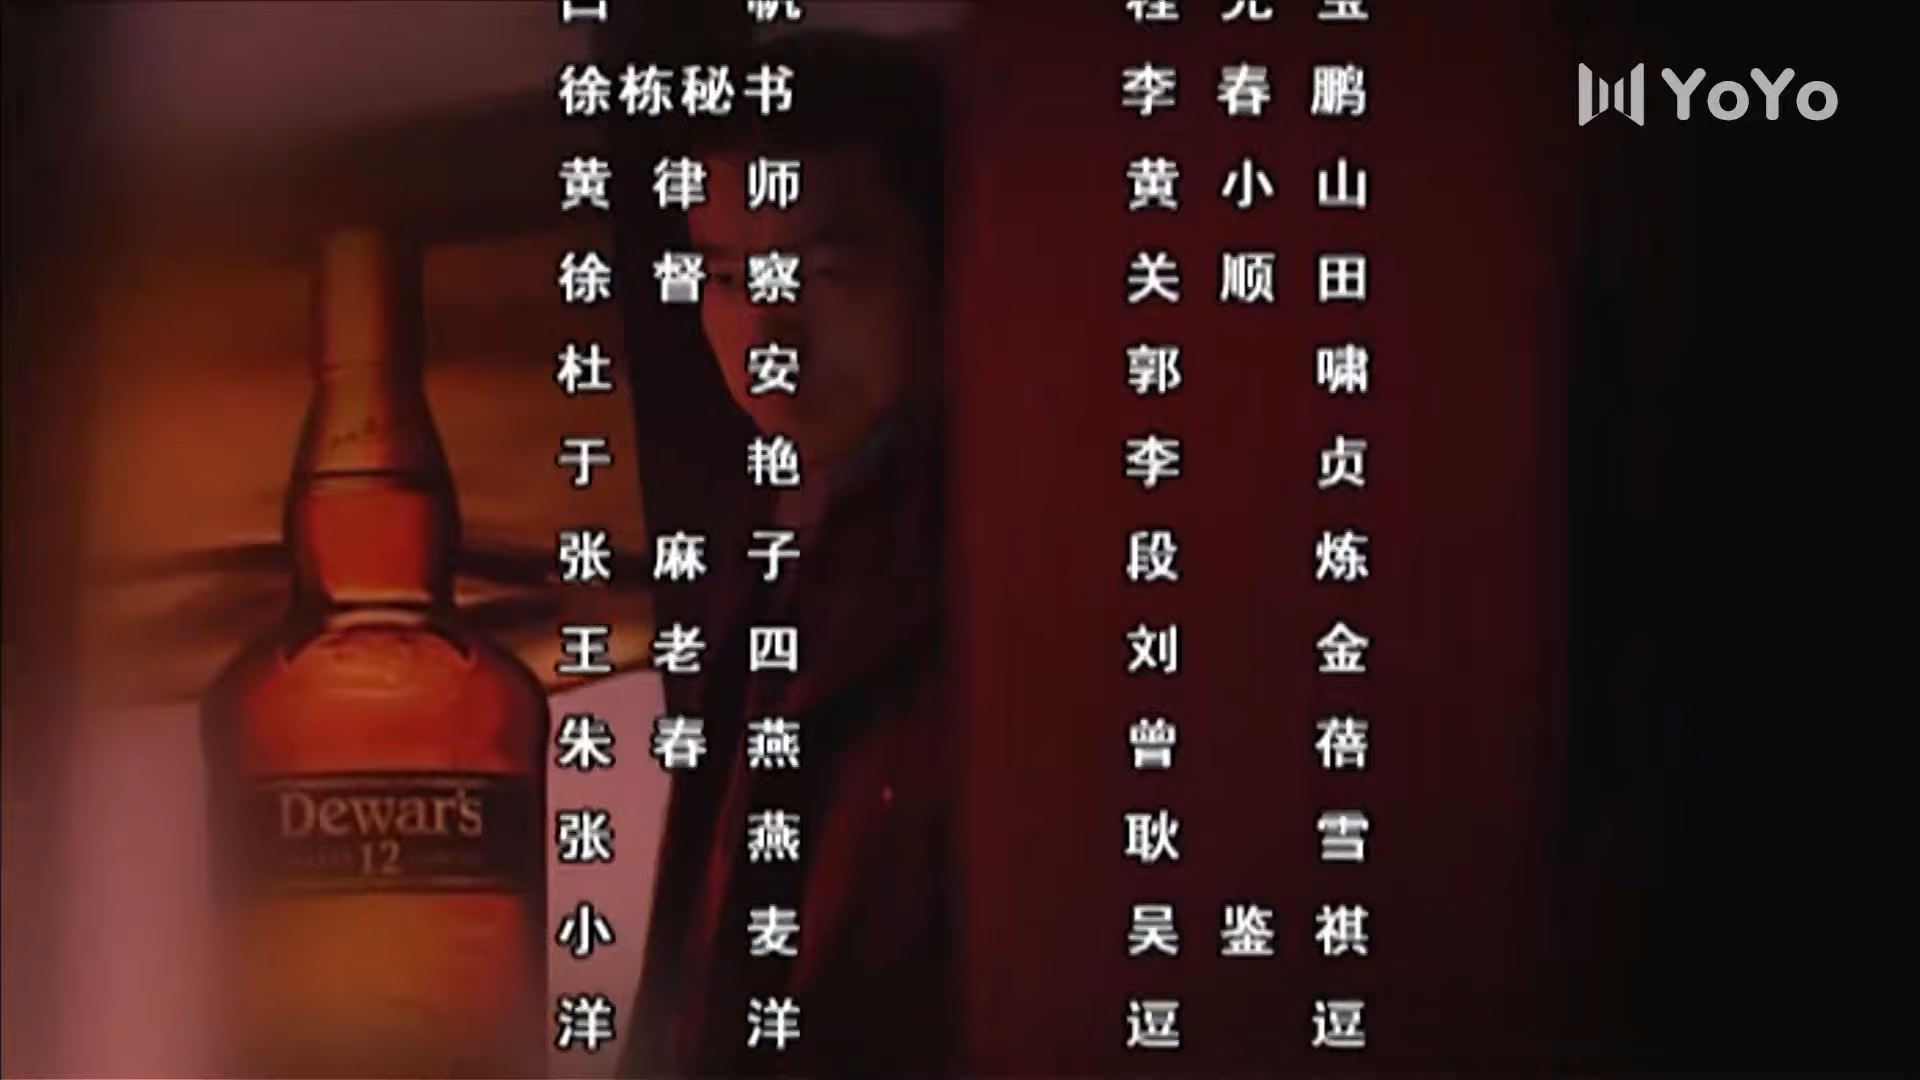 YoYo
徐栋秘书 李春鹏
黄律师 黄小山
徐督察 关顺田
杜安 郭啸
于艳 李贞
张麻子 段炼
王老四 刘金
朱春燕 曾蓓
张燕 耿雪
小麦 吴鉴祺
洋洋 逗逗
Dewar's
12